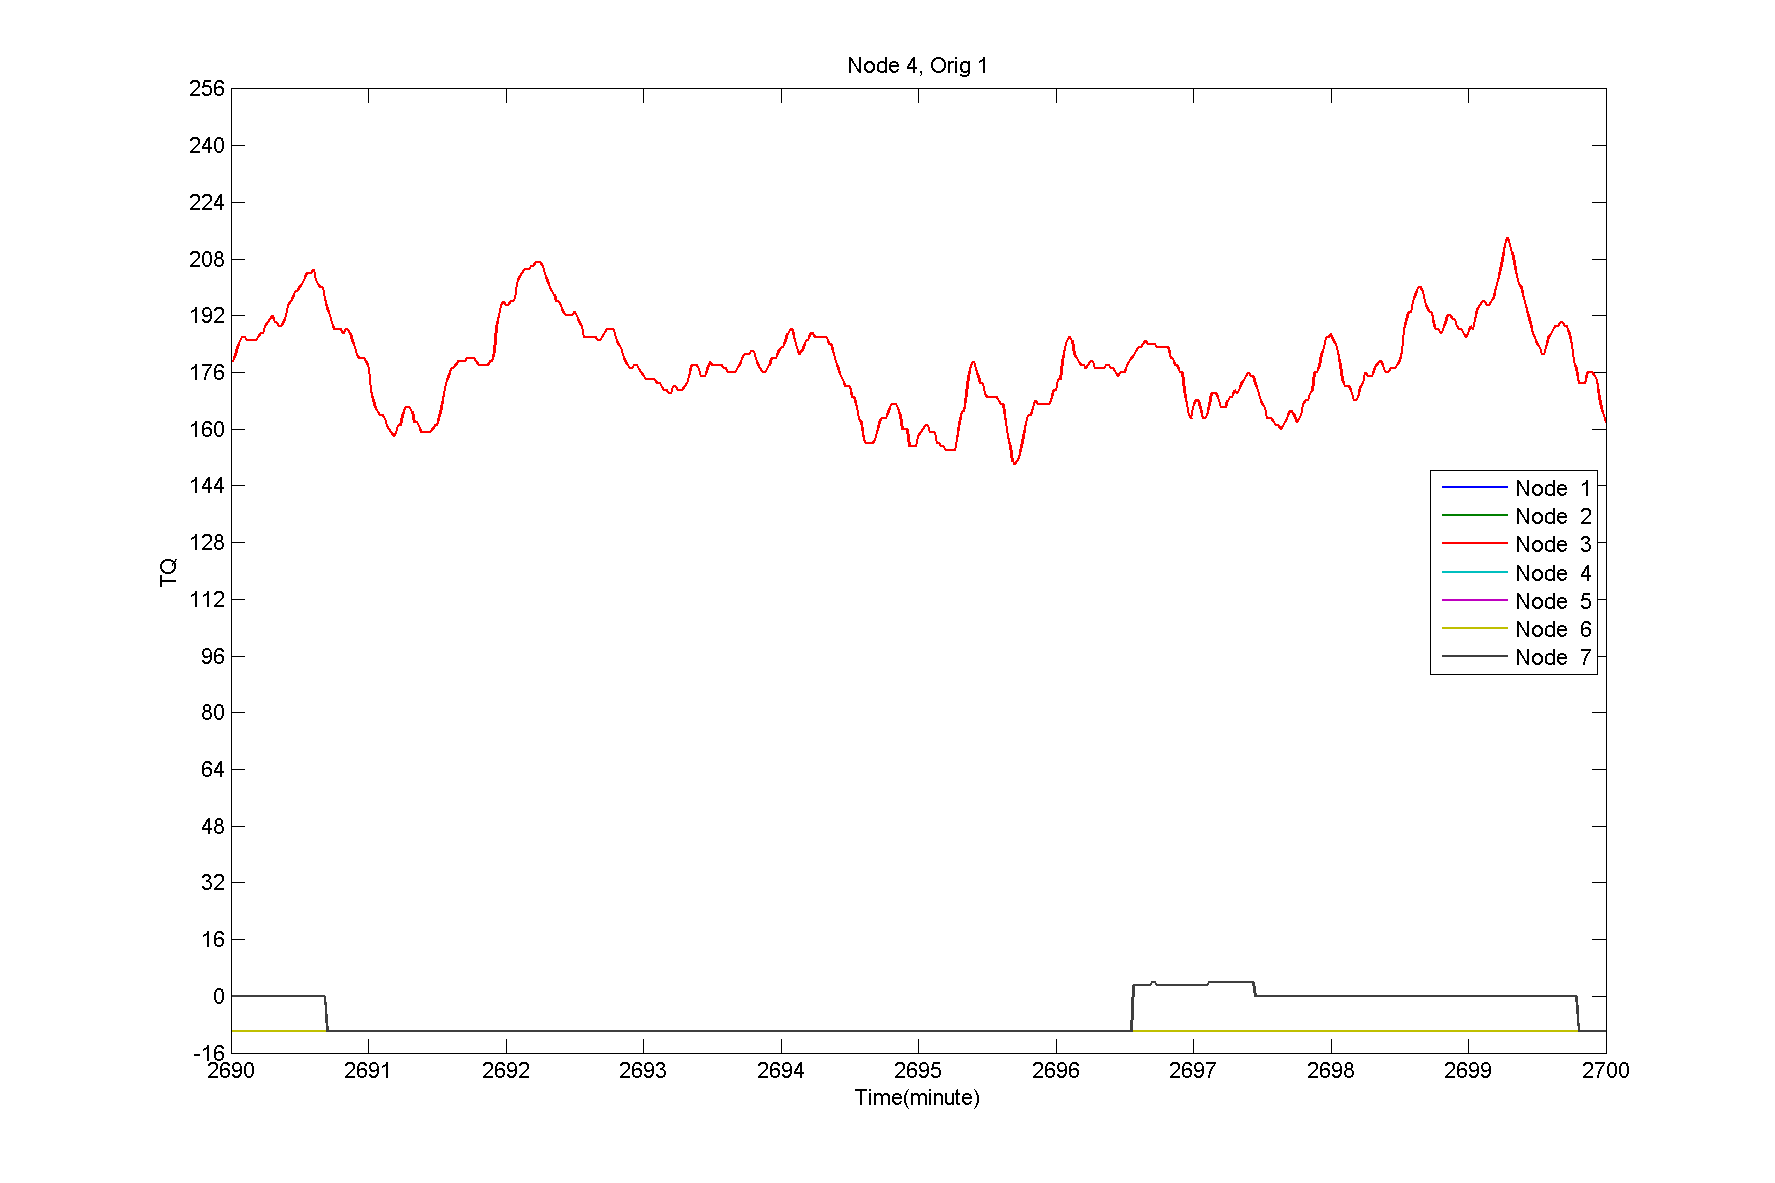 Node 4, Orig 1
256
240
224
208
192
176
160
144
128
112
96
80
64
48
32
16
0
-16
TQ
Node 1
Node 2
Node 3
Node 4
Node 5
Node 6
Node 7
2690 2691 2692 2693 2694 2695 2696 2697 2698 2699 2700
Time(minute)